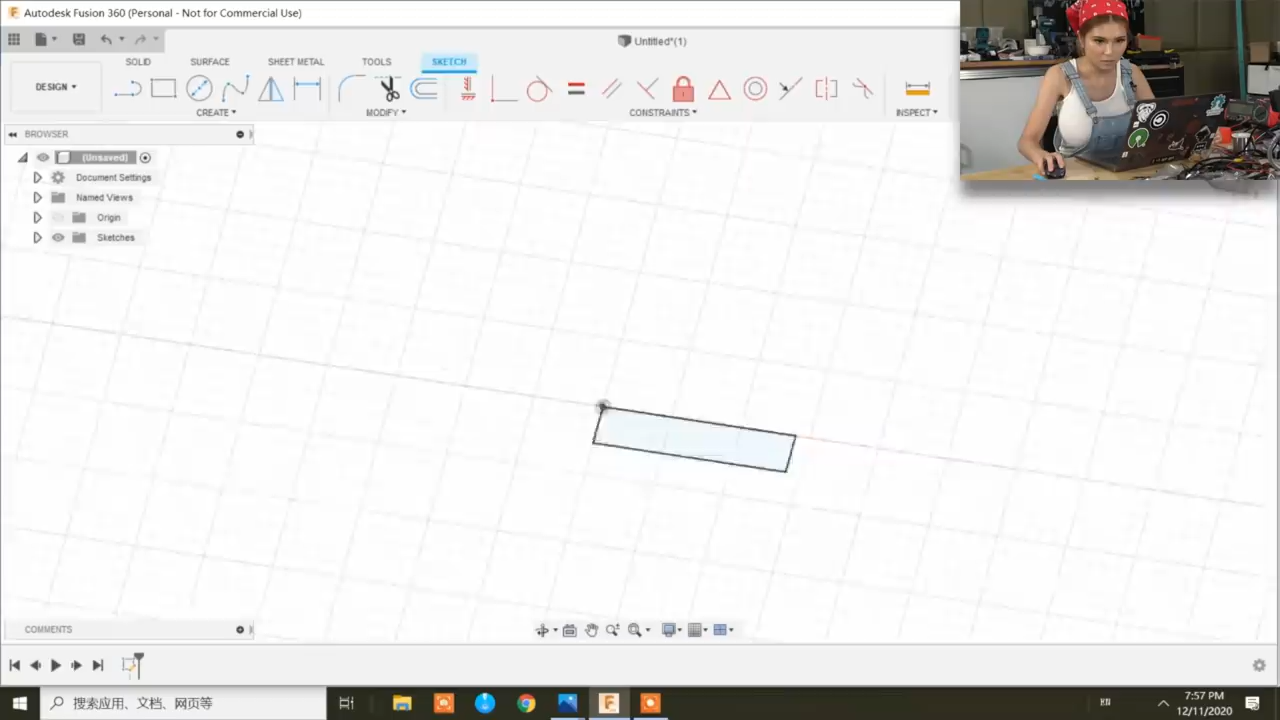 Autodesk Fusion 360 (Personal - Not for Commercial Use)
Untitled*(1)
SOLID SURFACE SHEET METAL TOOLS SKETCH
DESIGN
CREATE MODIFY CONSTRAINTS INSPECT
BROWSER
(Unsaved)
Document Settings
Named Views
Origin
Sketches
COMMENTS
搜索应用、文档、网页等
7:57 PM
12/11/2020